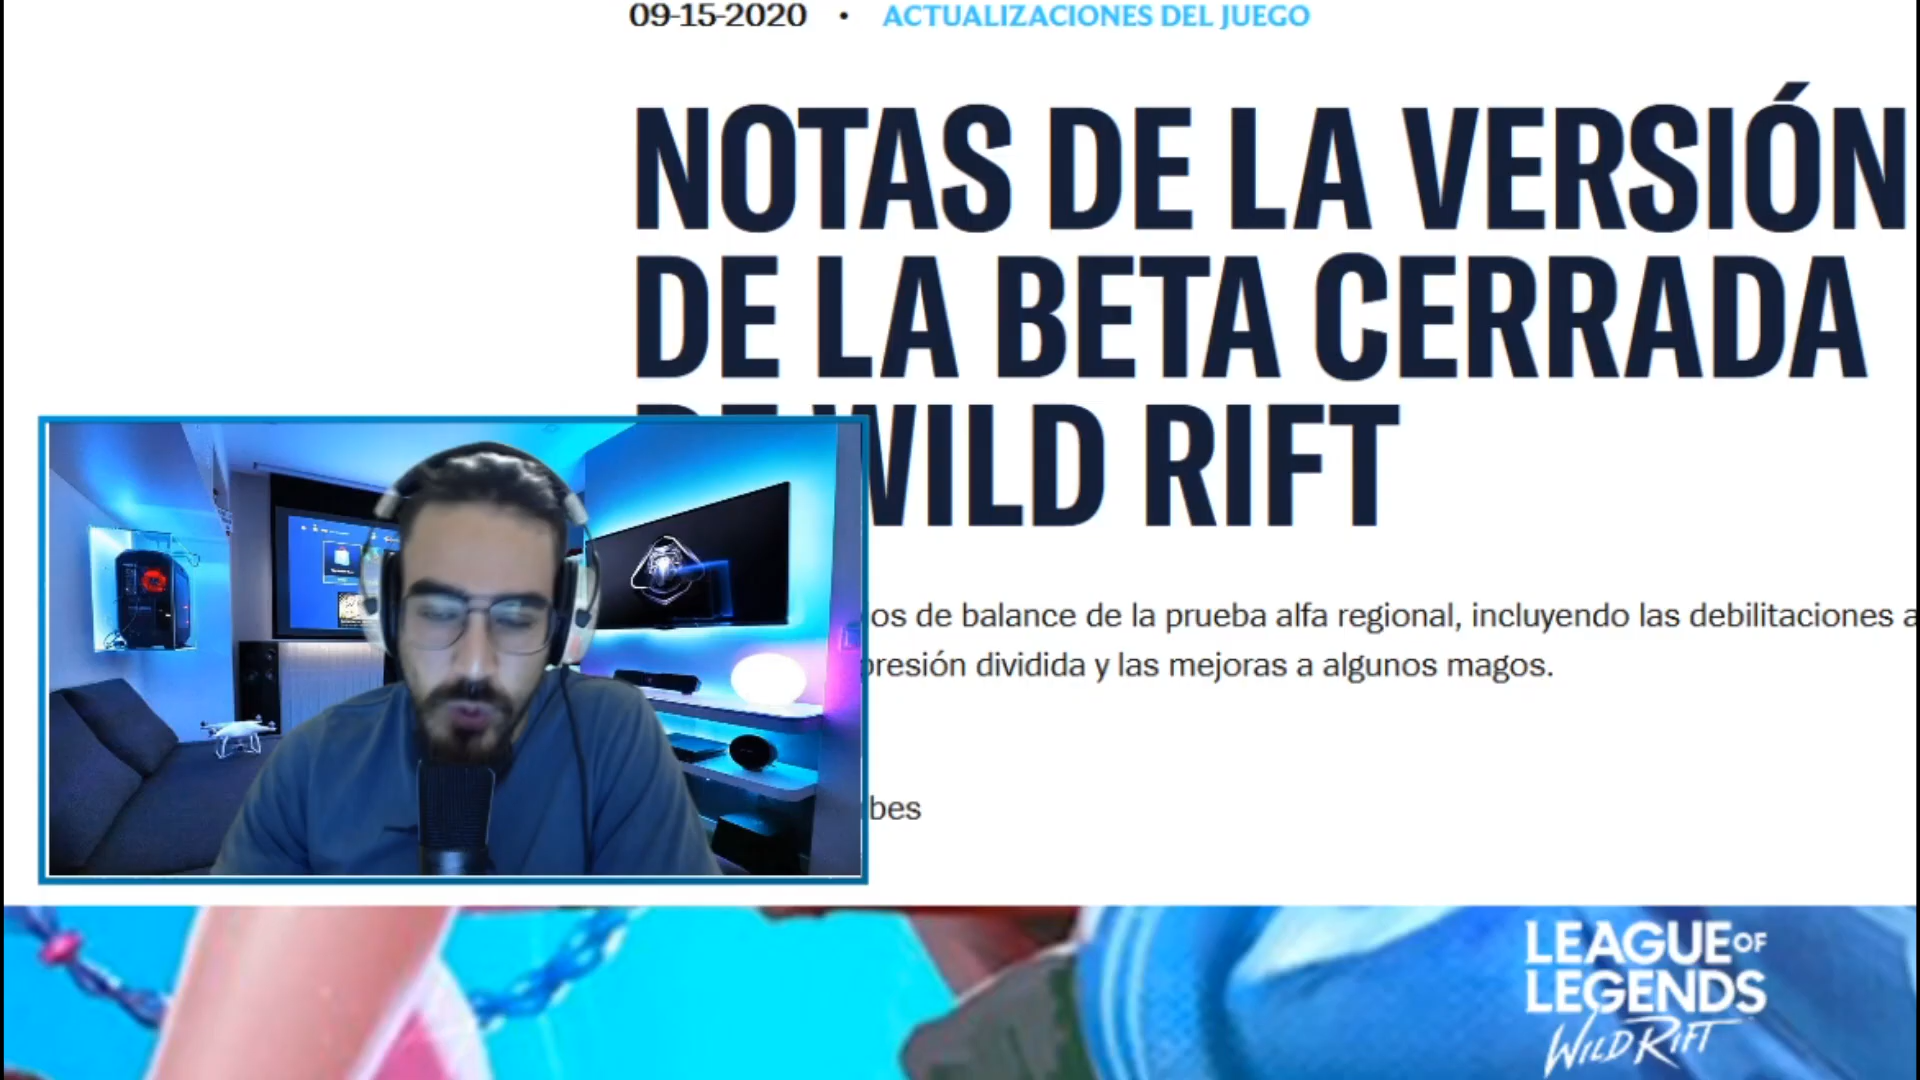 09-15-2020 • ACTUALIZACIONES DEL JUEGO
NOTAS DE LA VERSIÓN
DE LA BETA CERRADA
DE WILD RIFT
os de balance de la prueba alfa regional, incluyendo las debilitaciones a
presión dividida y las mejoras a algunos magos.
bes
LEAGUE OF
LEGENDS
WILD RIFT